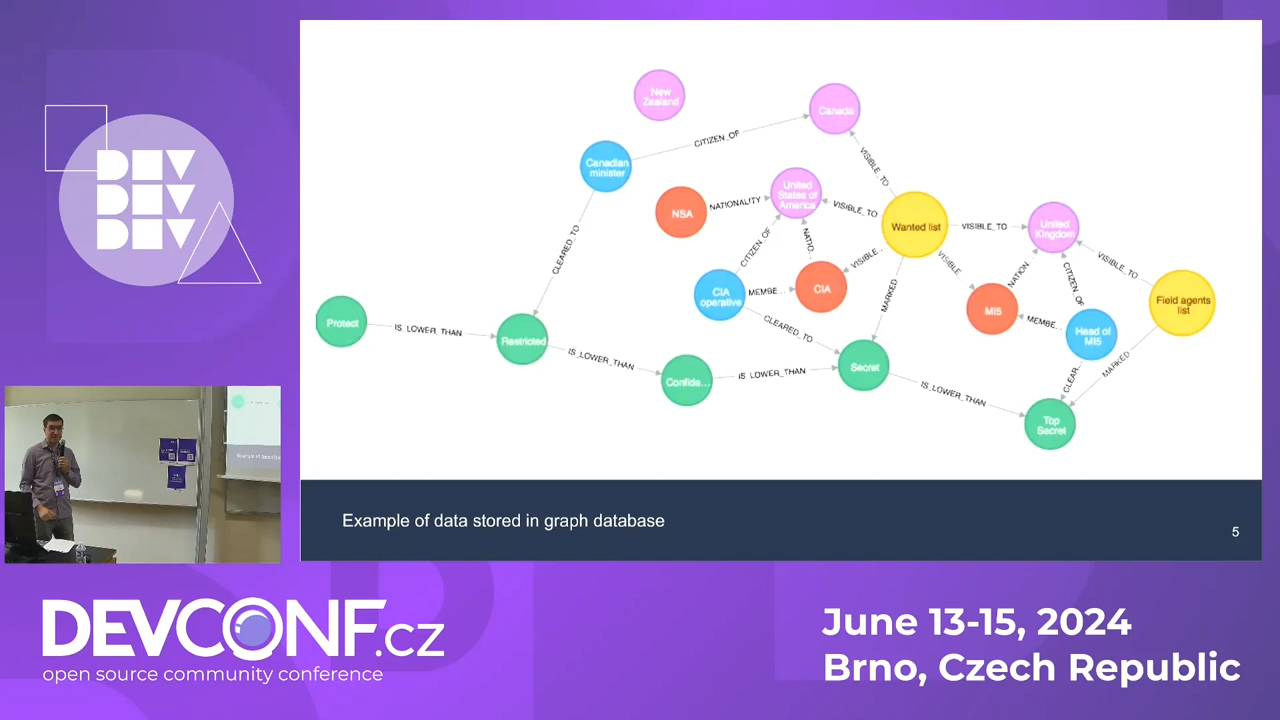 DEV
DEV
DEV
New
Zealand
Canada
CITIZEN_OF
Canadian
minister
VISIBLE_TO
United
States of
America
NATIONALITY
NSA
VISIBLE_TO
Wanted list
VISIBLE_TO
United
Kingdom
CITIZEN_OF
NATIO...
VISIBLE...
VISIBLE...
NATION...
CITIZEN_OF
VISIBLE_TO
CLEARED_TO
CIA
operative
MEMBE...
CIA
MARKED
MI5
MEMBE...
Head of
MI5
Field agents
list
Protect
IS_LOWER_THAN
Restricted
CLEARED_TO
IS_LOWER_THAN
Confide...
IS_LOWER_THAN
Secret
IS_LOWER_THAN
CLEAR...
MARKED
Top
Secret
Example of data stored in graph database
5
DEVCONF.cz
open source community conference
June 13-15, 2024
Brno, Czech Republic